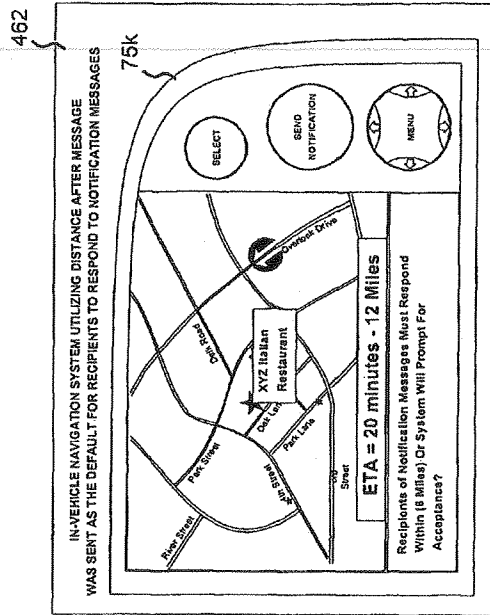 462
IN-VEHICLE NAVIGATION SYSTEM UTILIZING DISTANCE AFTER MESSAGE
WAS SENT AS THE DEFAULT FOR RECIPIENTS TO RESPOND TO NOTIFICATION MESSAGES
75k
SELECT
SEND
NOTIFICATION
MENU
River Street
Park Street
Dark Road
Overlook Drive
XYZ Italian
Restaurant
Oak
Park Lane
Street
Street
ETA = 20 minutes - 12 Miles
Recipients of Notification Messages Must Respond
Within (8 Miles) Or System Will Prompt For
Acceptance?